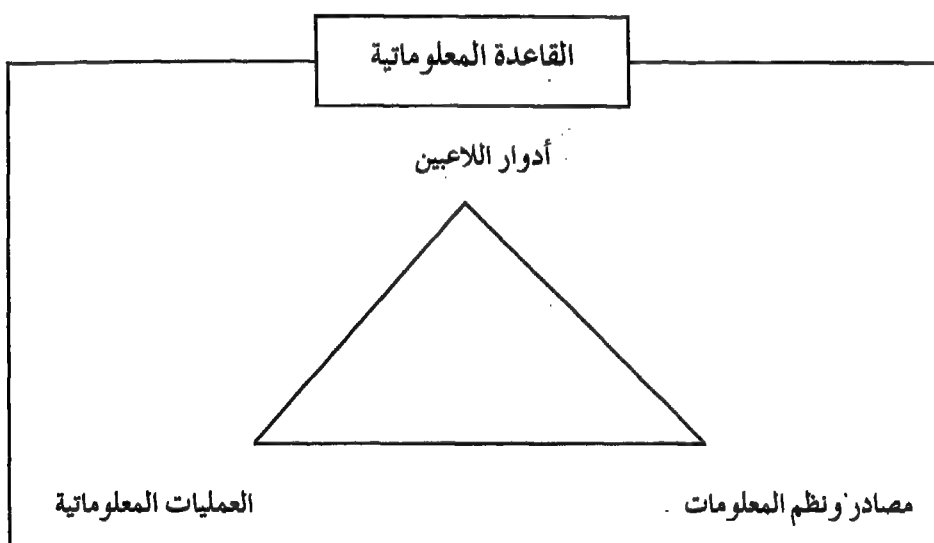 القاعدة المعلوماتية
أدوار اللاعبين
مصادر ونظم المعلومات
العمليات المعلوماتية